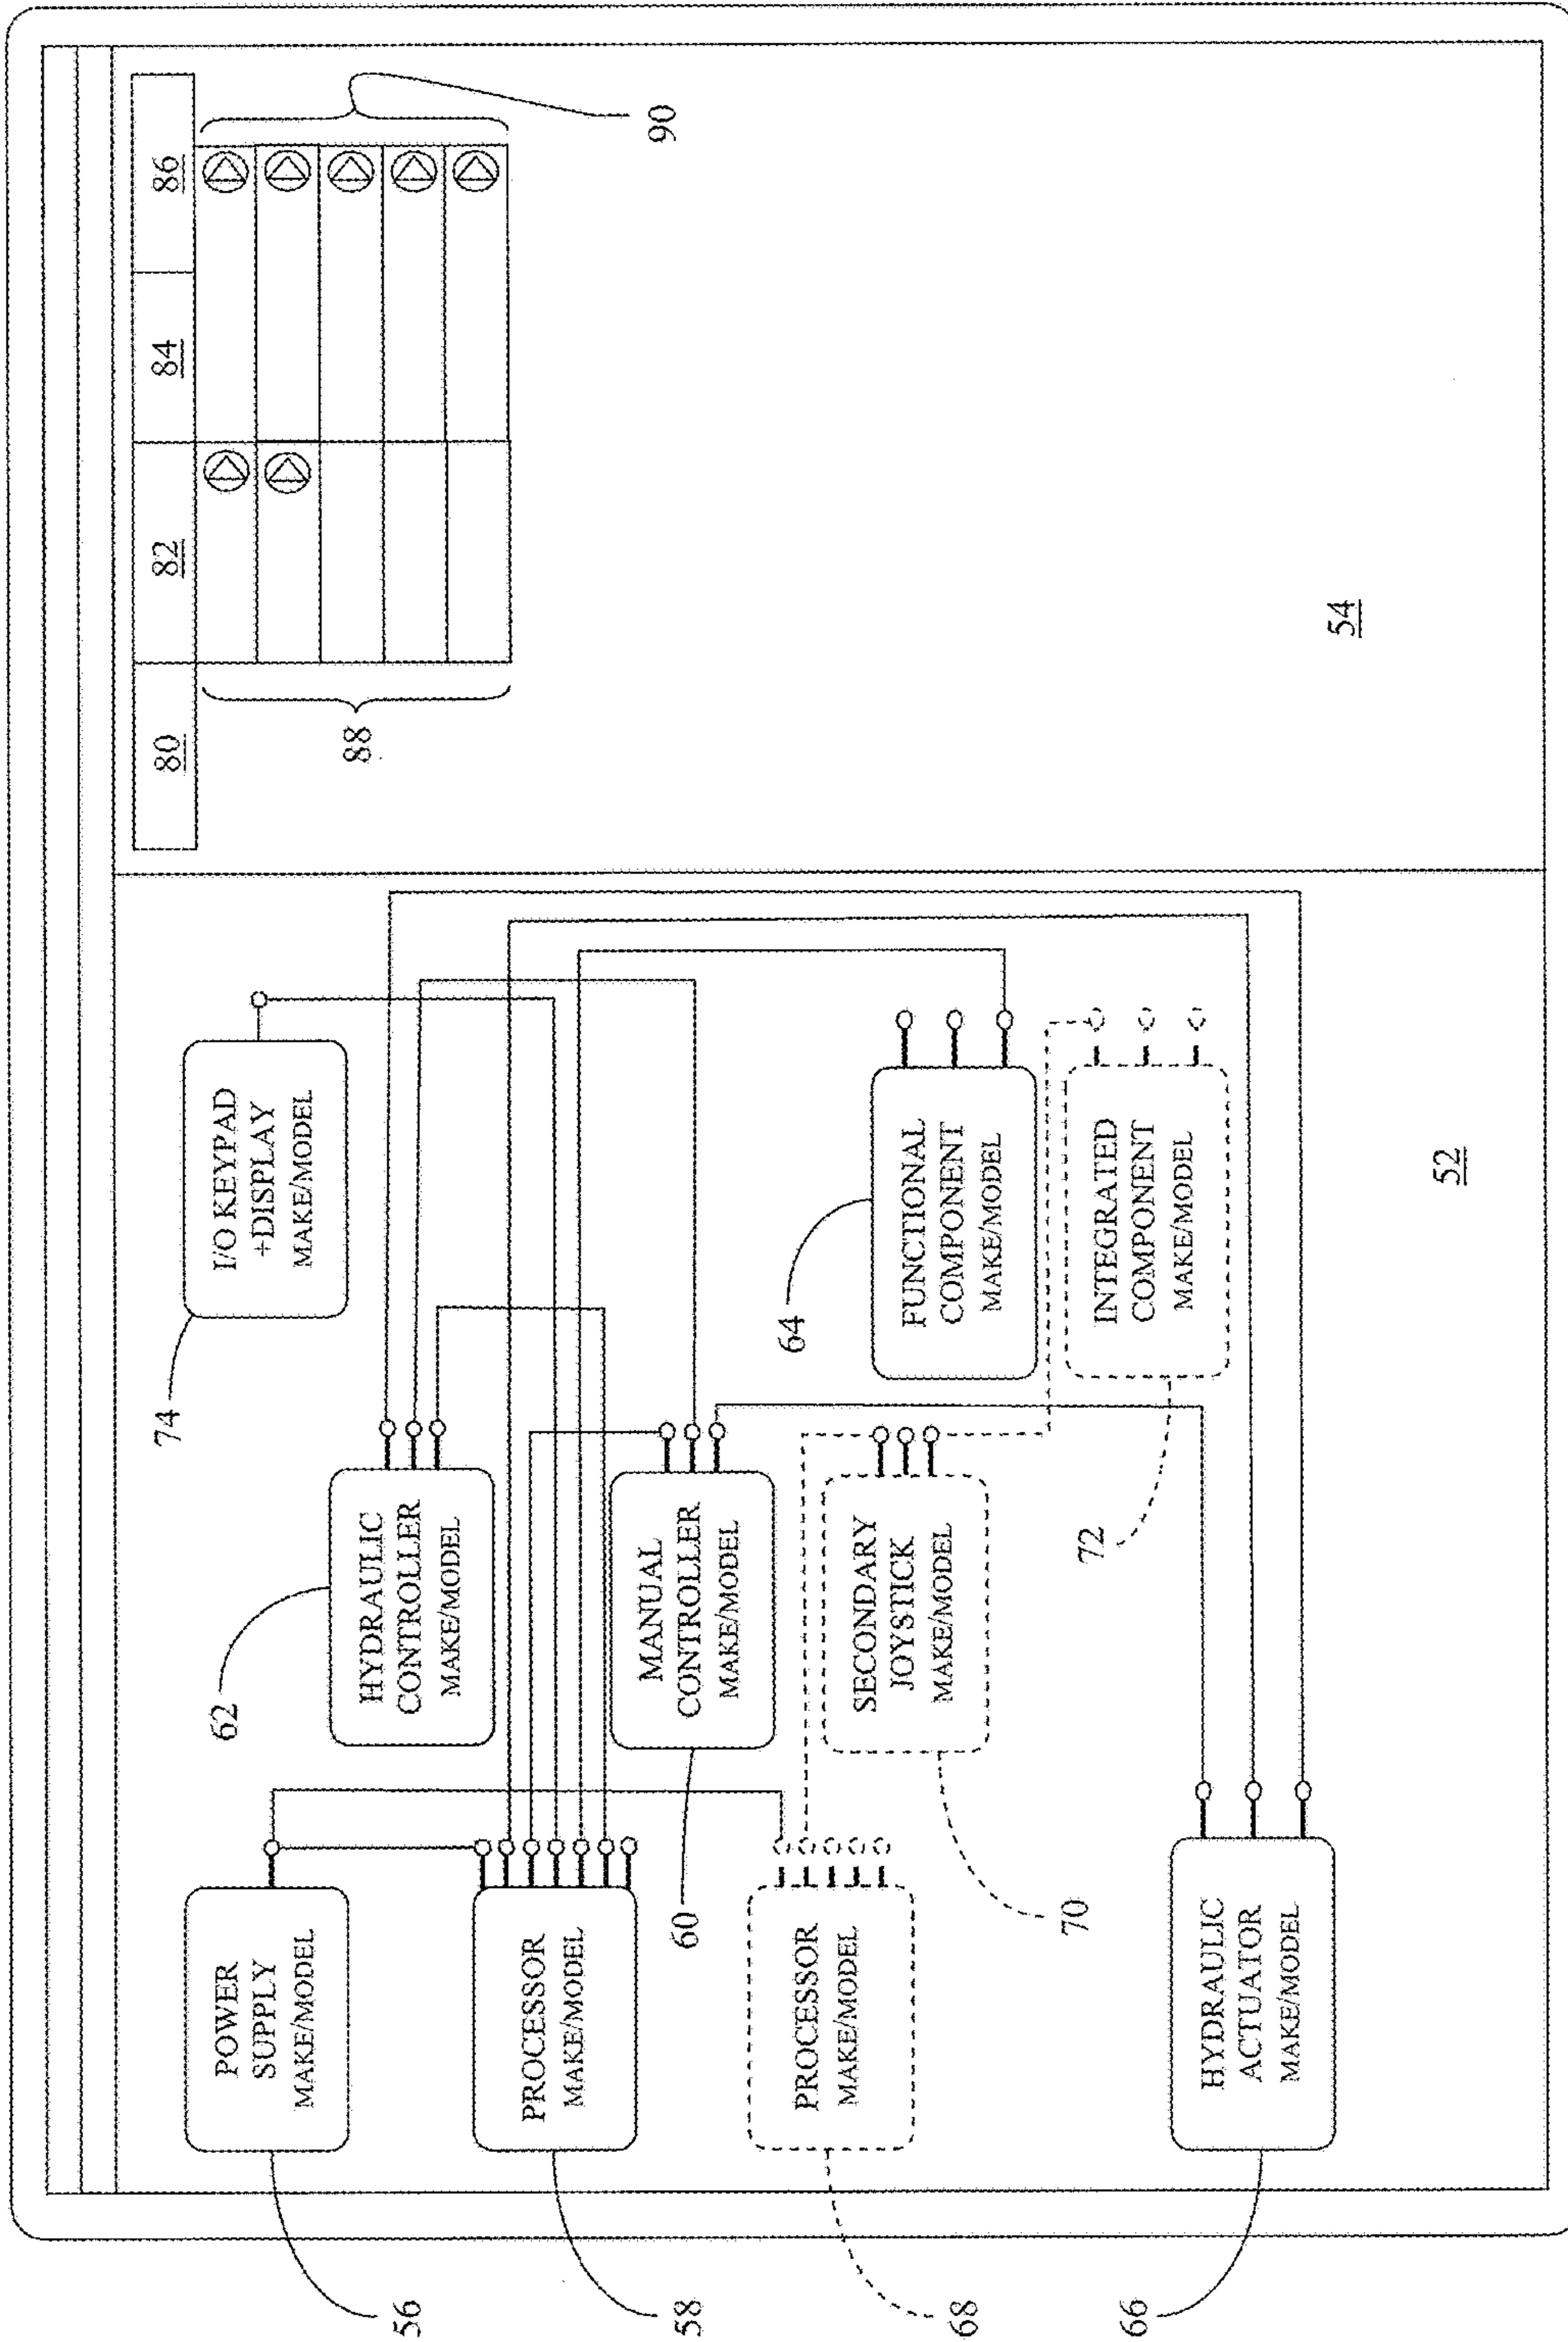 80
82
84
86
88
90
74
I/O KEYPAD
+DISPLAY
MAKE/MODEL
62
HYDRAULIC
CONTROLLER
MAKE/MODEL
56
POWER
SUPPLY
MAKE/MODEL
58
PROCESSOR
MAKE/MODEL
60
MANUAL
CONTROLLER
MAKE/MODEL
64
FUNCTIONAL
COMPONENT
MAKE/MODEL
68
PROCESSOR
MAKE/MODEL
70
SECONDARY
JOYSTICK
MAKE/MODEL
72
INTEGRATED
COMPONENT
MAKE/MODEL
66
HYDRAULIC
ACTUATOR
MAKE/MODEL
52
54